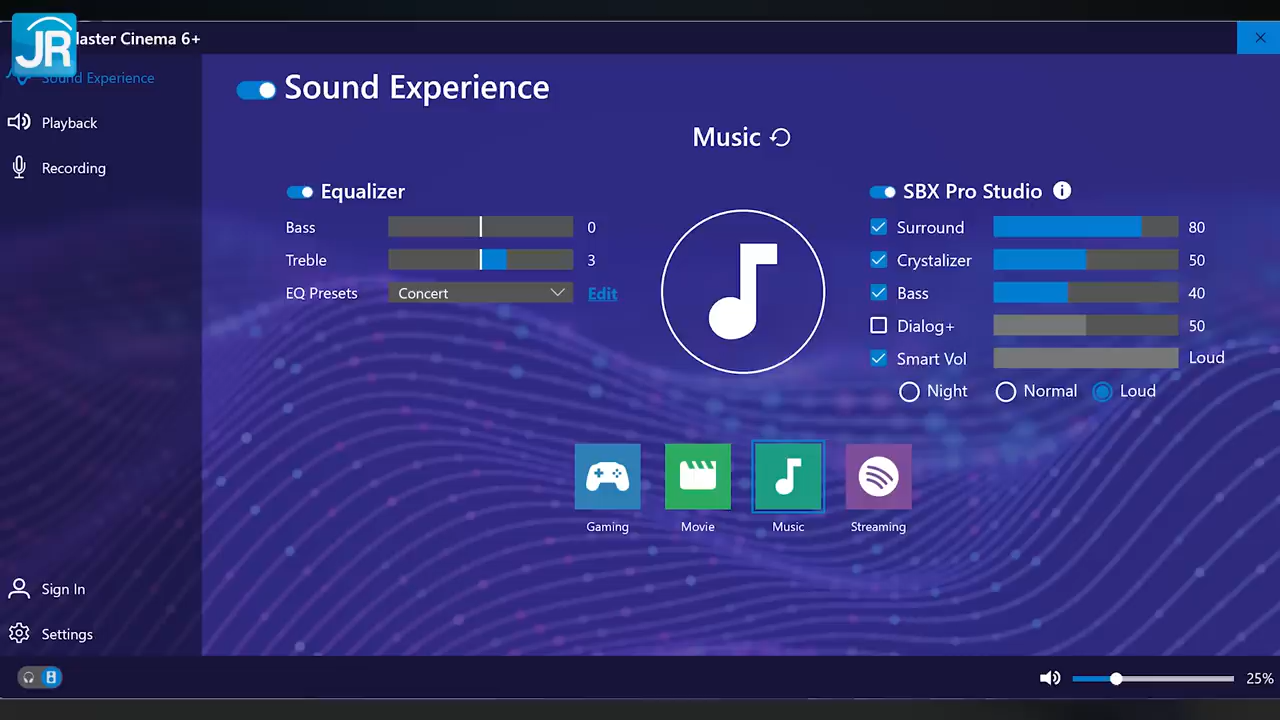 JR
laster Cinema 6+
Sound Experience
Playback
Recording
Sign In
Settings
Sound Experience
Music
Equalizer
Bass 0
Treble 3
EQ Presets Concert Edit
SBX Pro Studio i
Surround 80
Crystalizer 50
Bass 40
Dialog+ 50
Smart Vol Loud
Night Normal Loud
Gaming Movie Music Streaming
25%